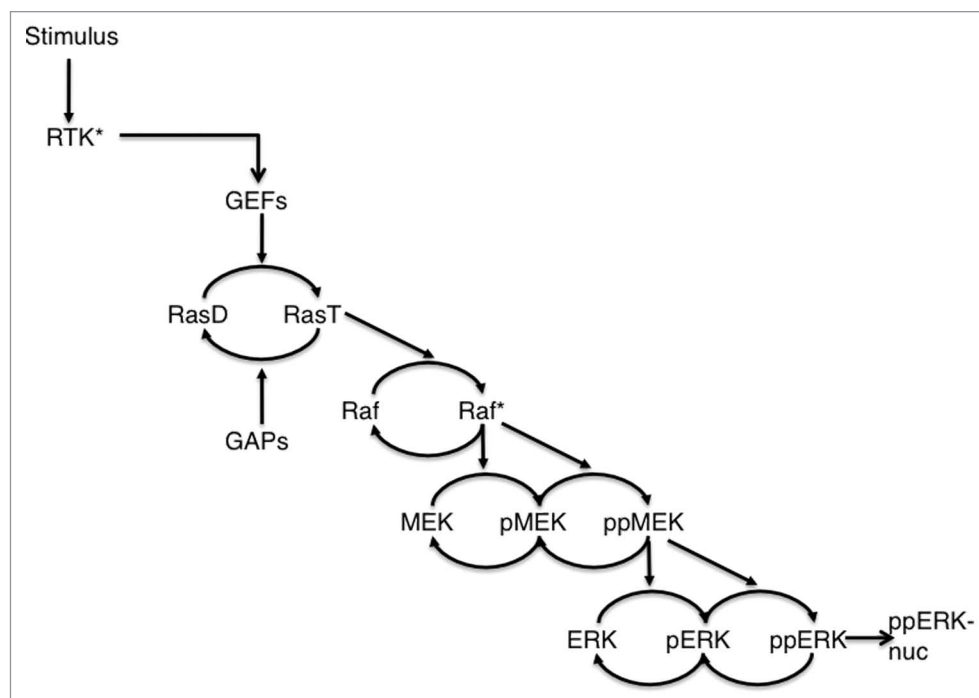 Stimulus
RTK*
GEFs
RasD RasT
Raf Raf*
GAPs
MEK pMEK ppMEK
ERK pERK ppERK ppERK-
nuc